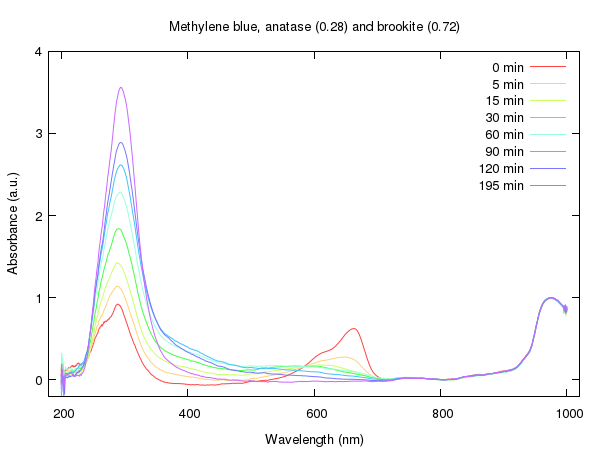 Methylene blue, anatase (0.28) and brookite (0.72)
4
3
2
1
0
Absorbance (a.u.)
0 min
5 min
15 min
30 min
60 min
90 min
120 min
195 min
200
400
600
800
1000
Wavelength (nm)